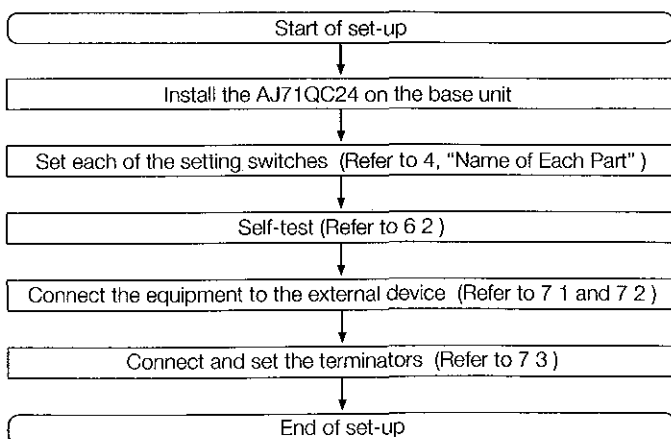 Start of set-up
Install the AJ71QC24 on the base unit
Set each of the setting switches (Refer to 4, "Name of Each Part" )
Self-test (Refer to 6 2 )
Connect the equipment to the external device (Refer to 7 1 and 7 2 )
Connect and set the terminators (Refer to 7 3 )
End of set-up